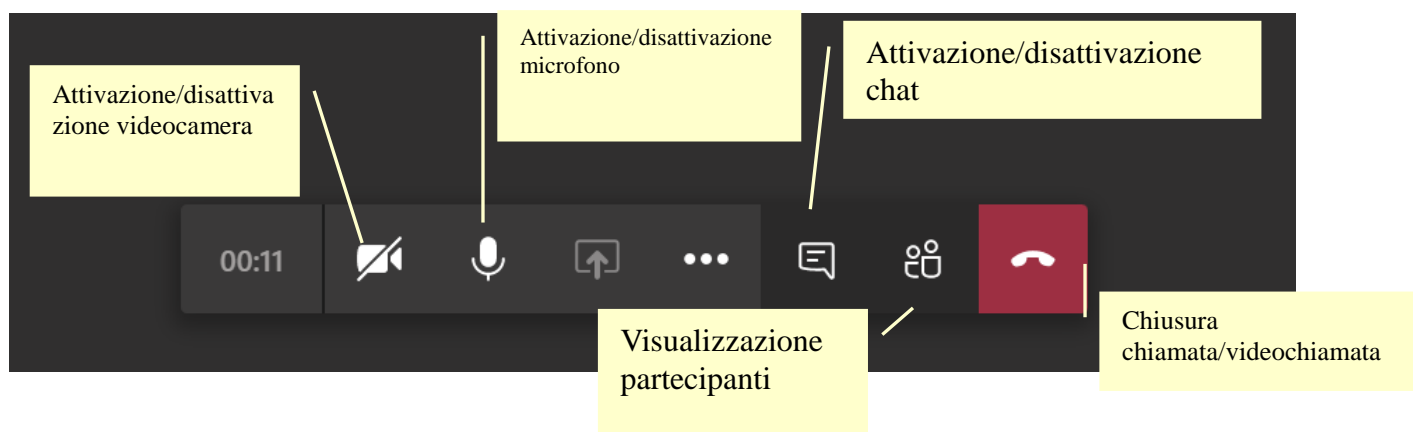 Attivazione/disattivazione
microfono
Attivazione/disattivazione
chat
Attivazione/disattiva
zione videocamera
00:11
Visualizzazione
partecipanti
Chiusura
chiamata/videochiamata